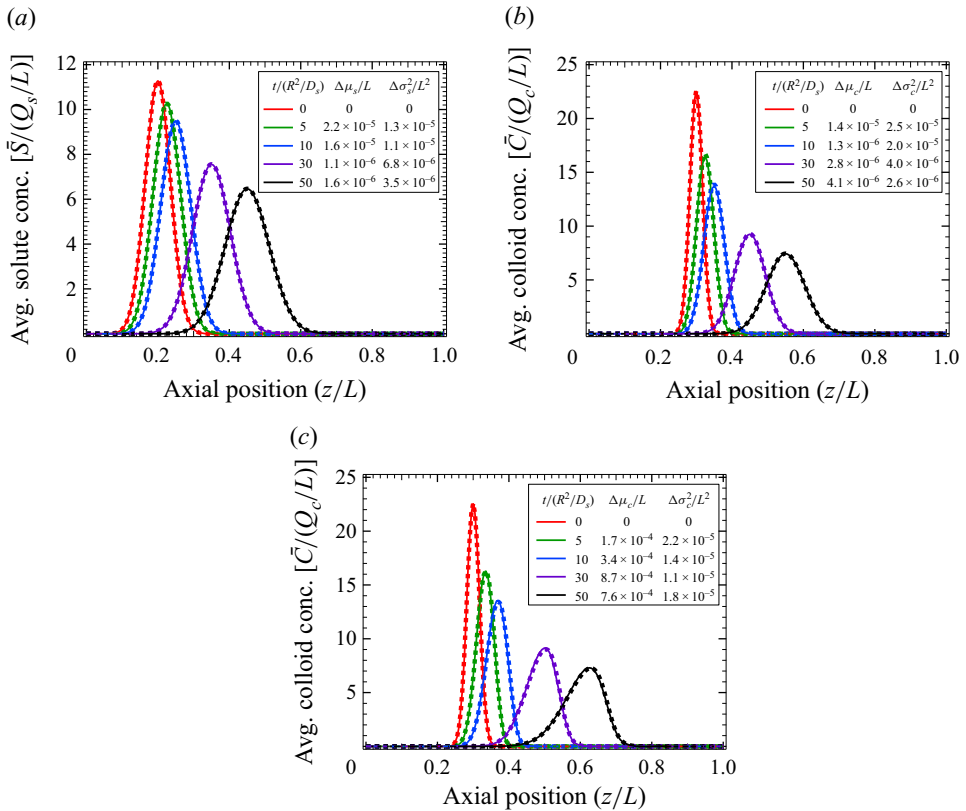 (a)
Avg. solute conc. [S̄/(Q_s/L)]
12
10
8
6
4
2
0
0.2
0.4
0.6
0.8
1.0
Axial position (z/L)
t/(R²/D_s) Δμ_s/L Δσ_s²/L²
0 0 0
5 2.2 × 10⁻⁵ 1.3 × 10⁻⁵
10 1.6 × 10⁻⁵ 1.1 × 10⁻⁵
30 1.1 × 10⁻⁶ 6.8 × 10⁻⁶
50 1.6 × 10⁻⁶ 3.5 × 10⁻⁶
(b)
Avg. colloid conc. [C̄/(Q_c/L)]
25
20
15
10
5
0
0.2
0.4
0.6
0.8
1.0
Axial position (z/L)
t/(R²/D_s) Δμ_c/L Δσ_c²/L²
0 0 0
5 1.4 × 10⁻⁵ 2.5 × 10⁻⁵
10 1.3 × 10⁻⁶ 2.0 × 10⁻⁵
30 2.8 × 10⁻⁶ 4.0 × 10⁻⁶
50 4.1 × 10⁻⁶ 2.6 × 10⁻⁶
(c)
Avg. colloid conc. [C̄/(Q_c/L)]
25
20
15
10
5
0
0.2
0.4
0.6
0.8
1.0
Axial position (z/L)
t/(R²/D_s) Δμ_c/L Δσ_c²/L²
0 0 0
5 1.7 × 10⁻⁴ 2.2 × 10⁻⁵
10 3.4 × 10⁻⁴ 1.4 × 10⁻⁵
30 8.7 × 10⁻⁴ 1.1 × 10⁻⁵
50 7.6 × 10⁻⁴ 1.8 × 10⁻⁵